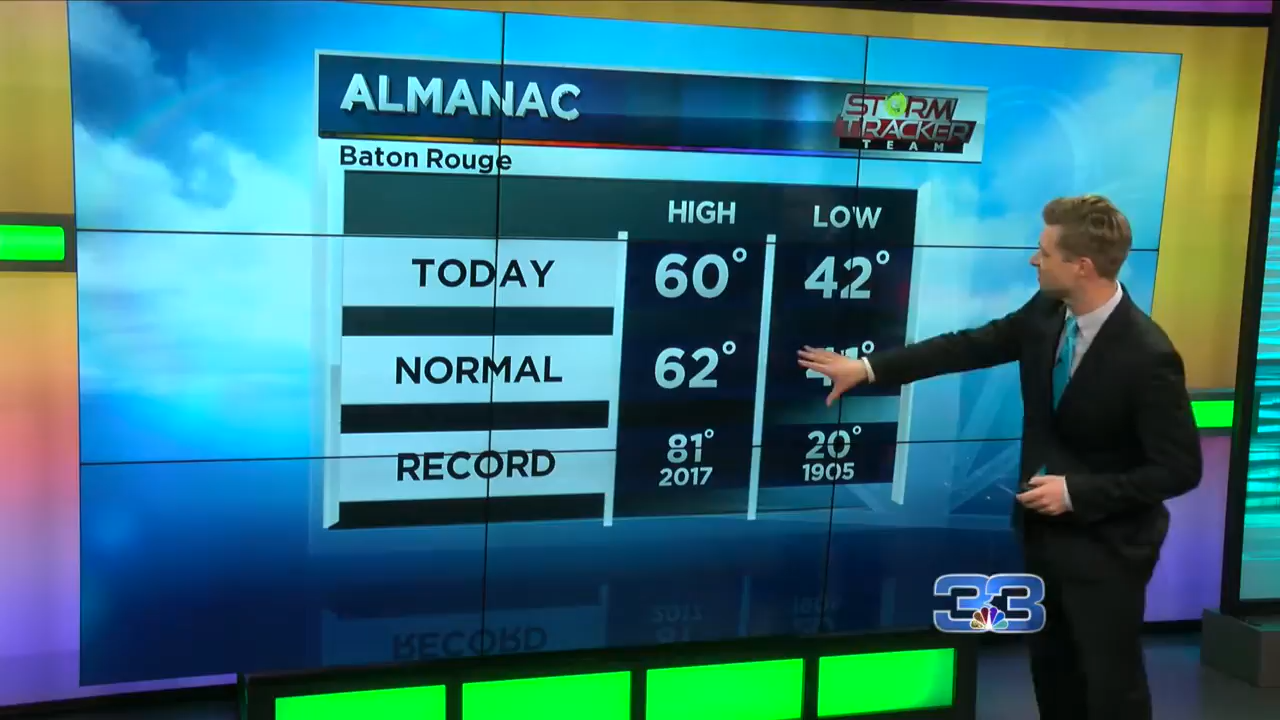 ALMANAC
STORM
TRACKER
TEAM
Baton Rouge
HIGH LOW
TODAY 60° 42°
NORMAL 62°
RECORD 81° 20°
2017 1905
33